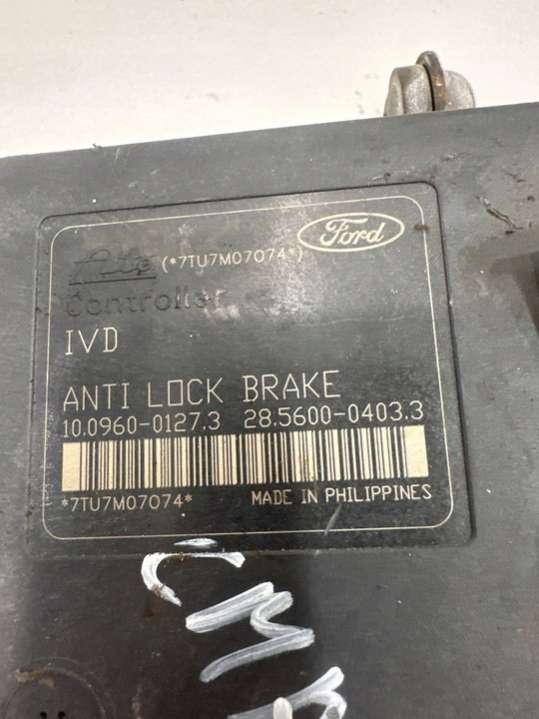 Ate (*7TU7M07074*) Ford
Controller
IVD
ANTI LOCK BRAKE
10.0960-0127.3 28.5600-0403.3
*7TU7M07074* MADE IN PHILIPPINES